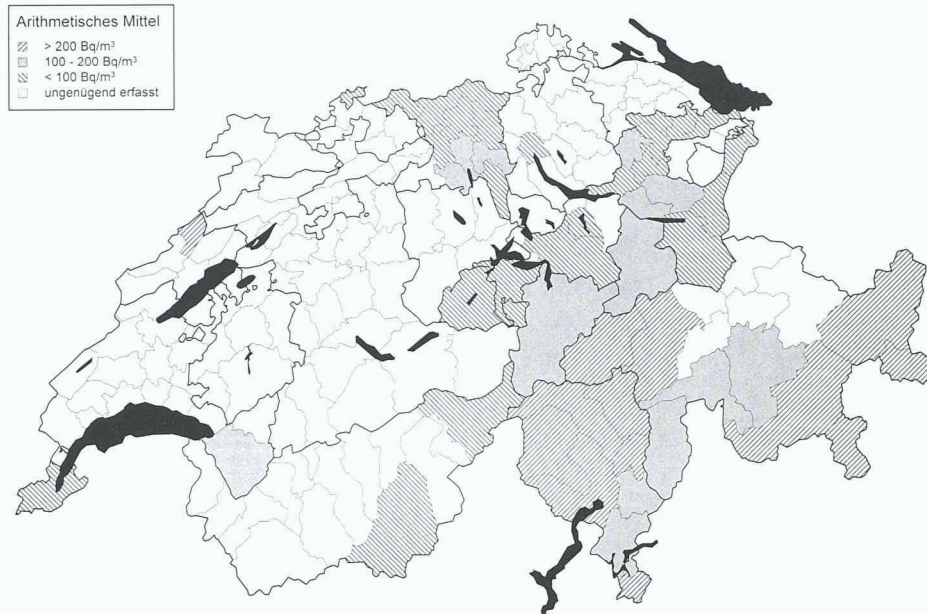 Arithmetisches Mittel
> 200 Bq/m³
100 - 200 Bq/m³
< 100 Bq/m³
ungenügend erfasst